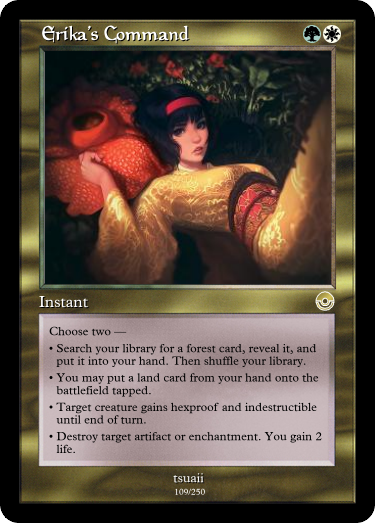 Erika's Command
Instant
Choose two —
• Search your library for a forest card, reveal it, and
put it into your hand. Then shuffle your library.
• You may put a land card from your hand onto the
battlefield tapped.
• Target creature gains hexproof and indestructible
until end of turn.
• Destroy target artifact or enchantment. You gain 2
life.
tsuaii
109/250